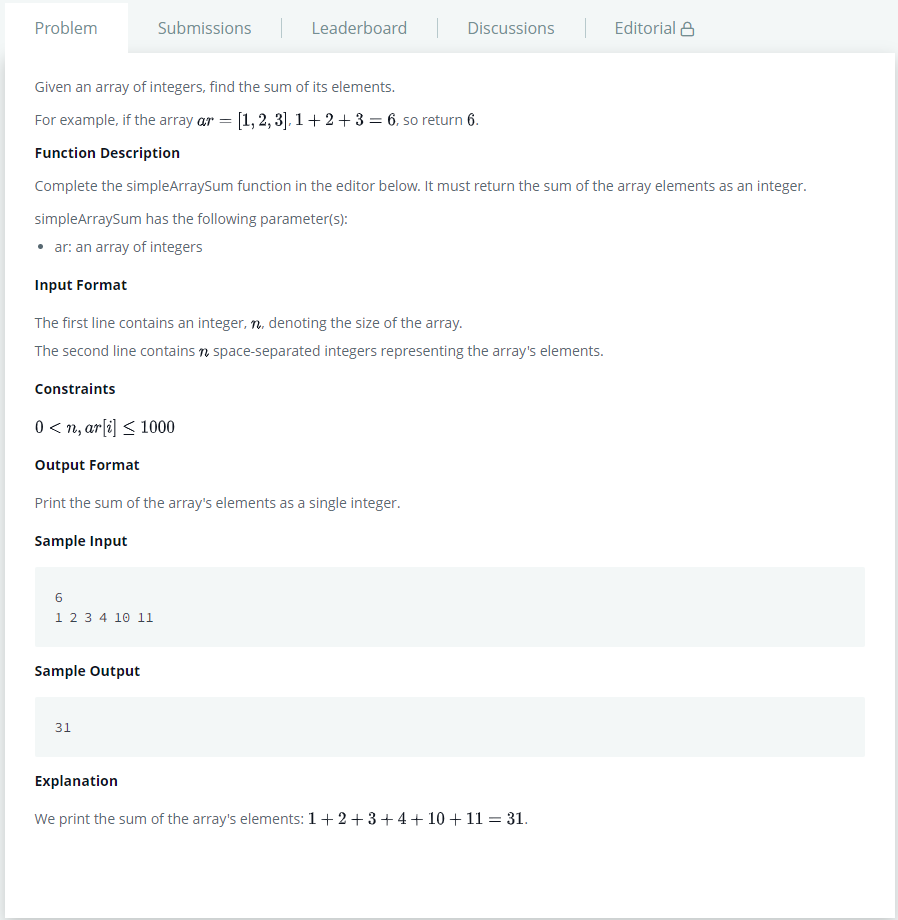 Problem
Submissions
Leaderboard
Discussions
Editorial
Given an array of integers, find the sum of its elements.
For example, if the array ar = [1, 2, 3], 1 + 2 + 3 = 6, so return 6.
Function Description
Complete the simpleArraySum function in the editor below. It must return the sum of the array elements as an integer.
simpleArraySum has the following parameter(s):
• ar: an array of integers
Input Format
The first line contains an integer, n, denoting the size of the array.
The second line contains n space-separated integers representing the array's elements.
Constraints
0 < n, ar[i] ≤ 1000
Output Format
Print the sum of the array's elements as a single integer.
Sample Input
6
1 2 3 4 10 11
Sample Output
31
Explanation
We print the sum of the array's elements: 1 + 2 + 3 + 4 + 10 + 11 = 31.